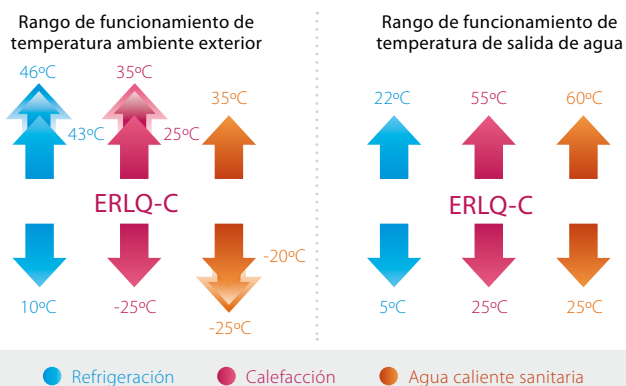 Rango de funcionamiento de
temperatura ambiente exterior
46ºC
35ºC
35ºC
43ºC
25ºC
ERLQ-C
-20ºC
10ºC
-25ºC
-25ºC
Rango de funcionamiento de
temperatura de salida de agua
22ºC
55ºC
60ºC
ERLQ-C
5ºC
25ºC
25ºC
Refrigeración
Calefacción
Agua caliente sanitaria